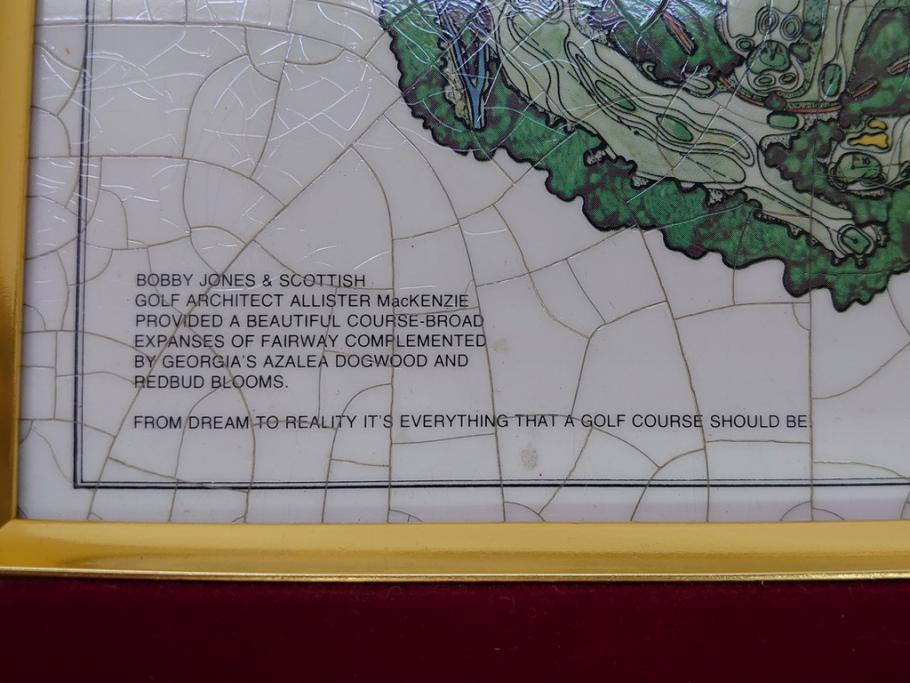 BOBBY JONES & SCOTTISH
GOLF ARCHITECT ALLISTER MacKENZIE
PROVIDED A BEAUTIFUL COURSE-BROAD
EXPANSES OF FAIRWAY COMPLEMENTED
BY GEORGIA'S AZALEA DOGWOOD AND
REDBUD BLOOMS.
FROM DREAM TO REALITY IT'S EVERYTHING THAT A GOLF COURSE SHOULD BE.